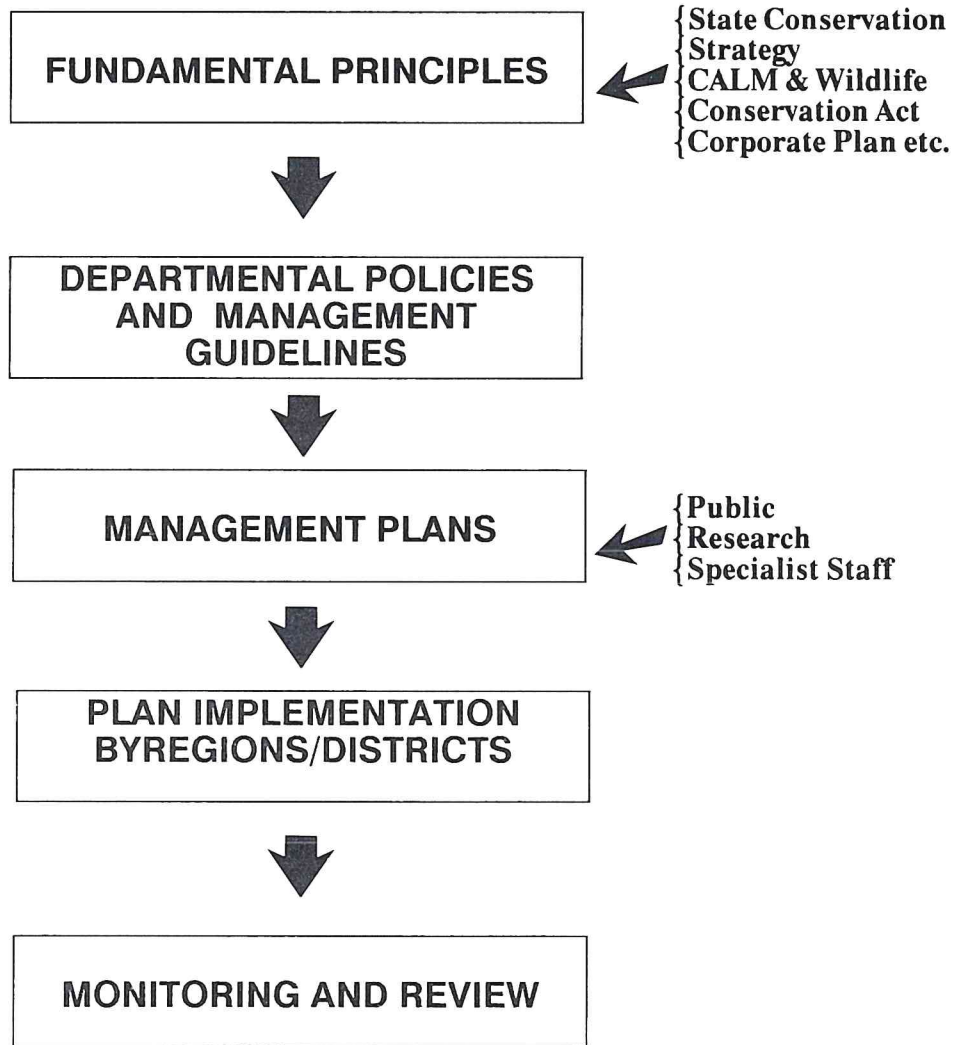 FUNDAMENTAL PRINCIPLES
{State Conservation
{Strategy
{CALM & Wildlife
{Conservation Act
{Corporate Plan etc.
DEPARTMENTAL POLICIES
AND MANAGEMENT
GUIDELINES
MANAGEMENT PLANS
{Public
{Research
{Specialist Staff
PLAN IMPLEMENTATION
BYREGIONS/DISTRICTS
MONITORING AND REVIEW